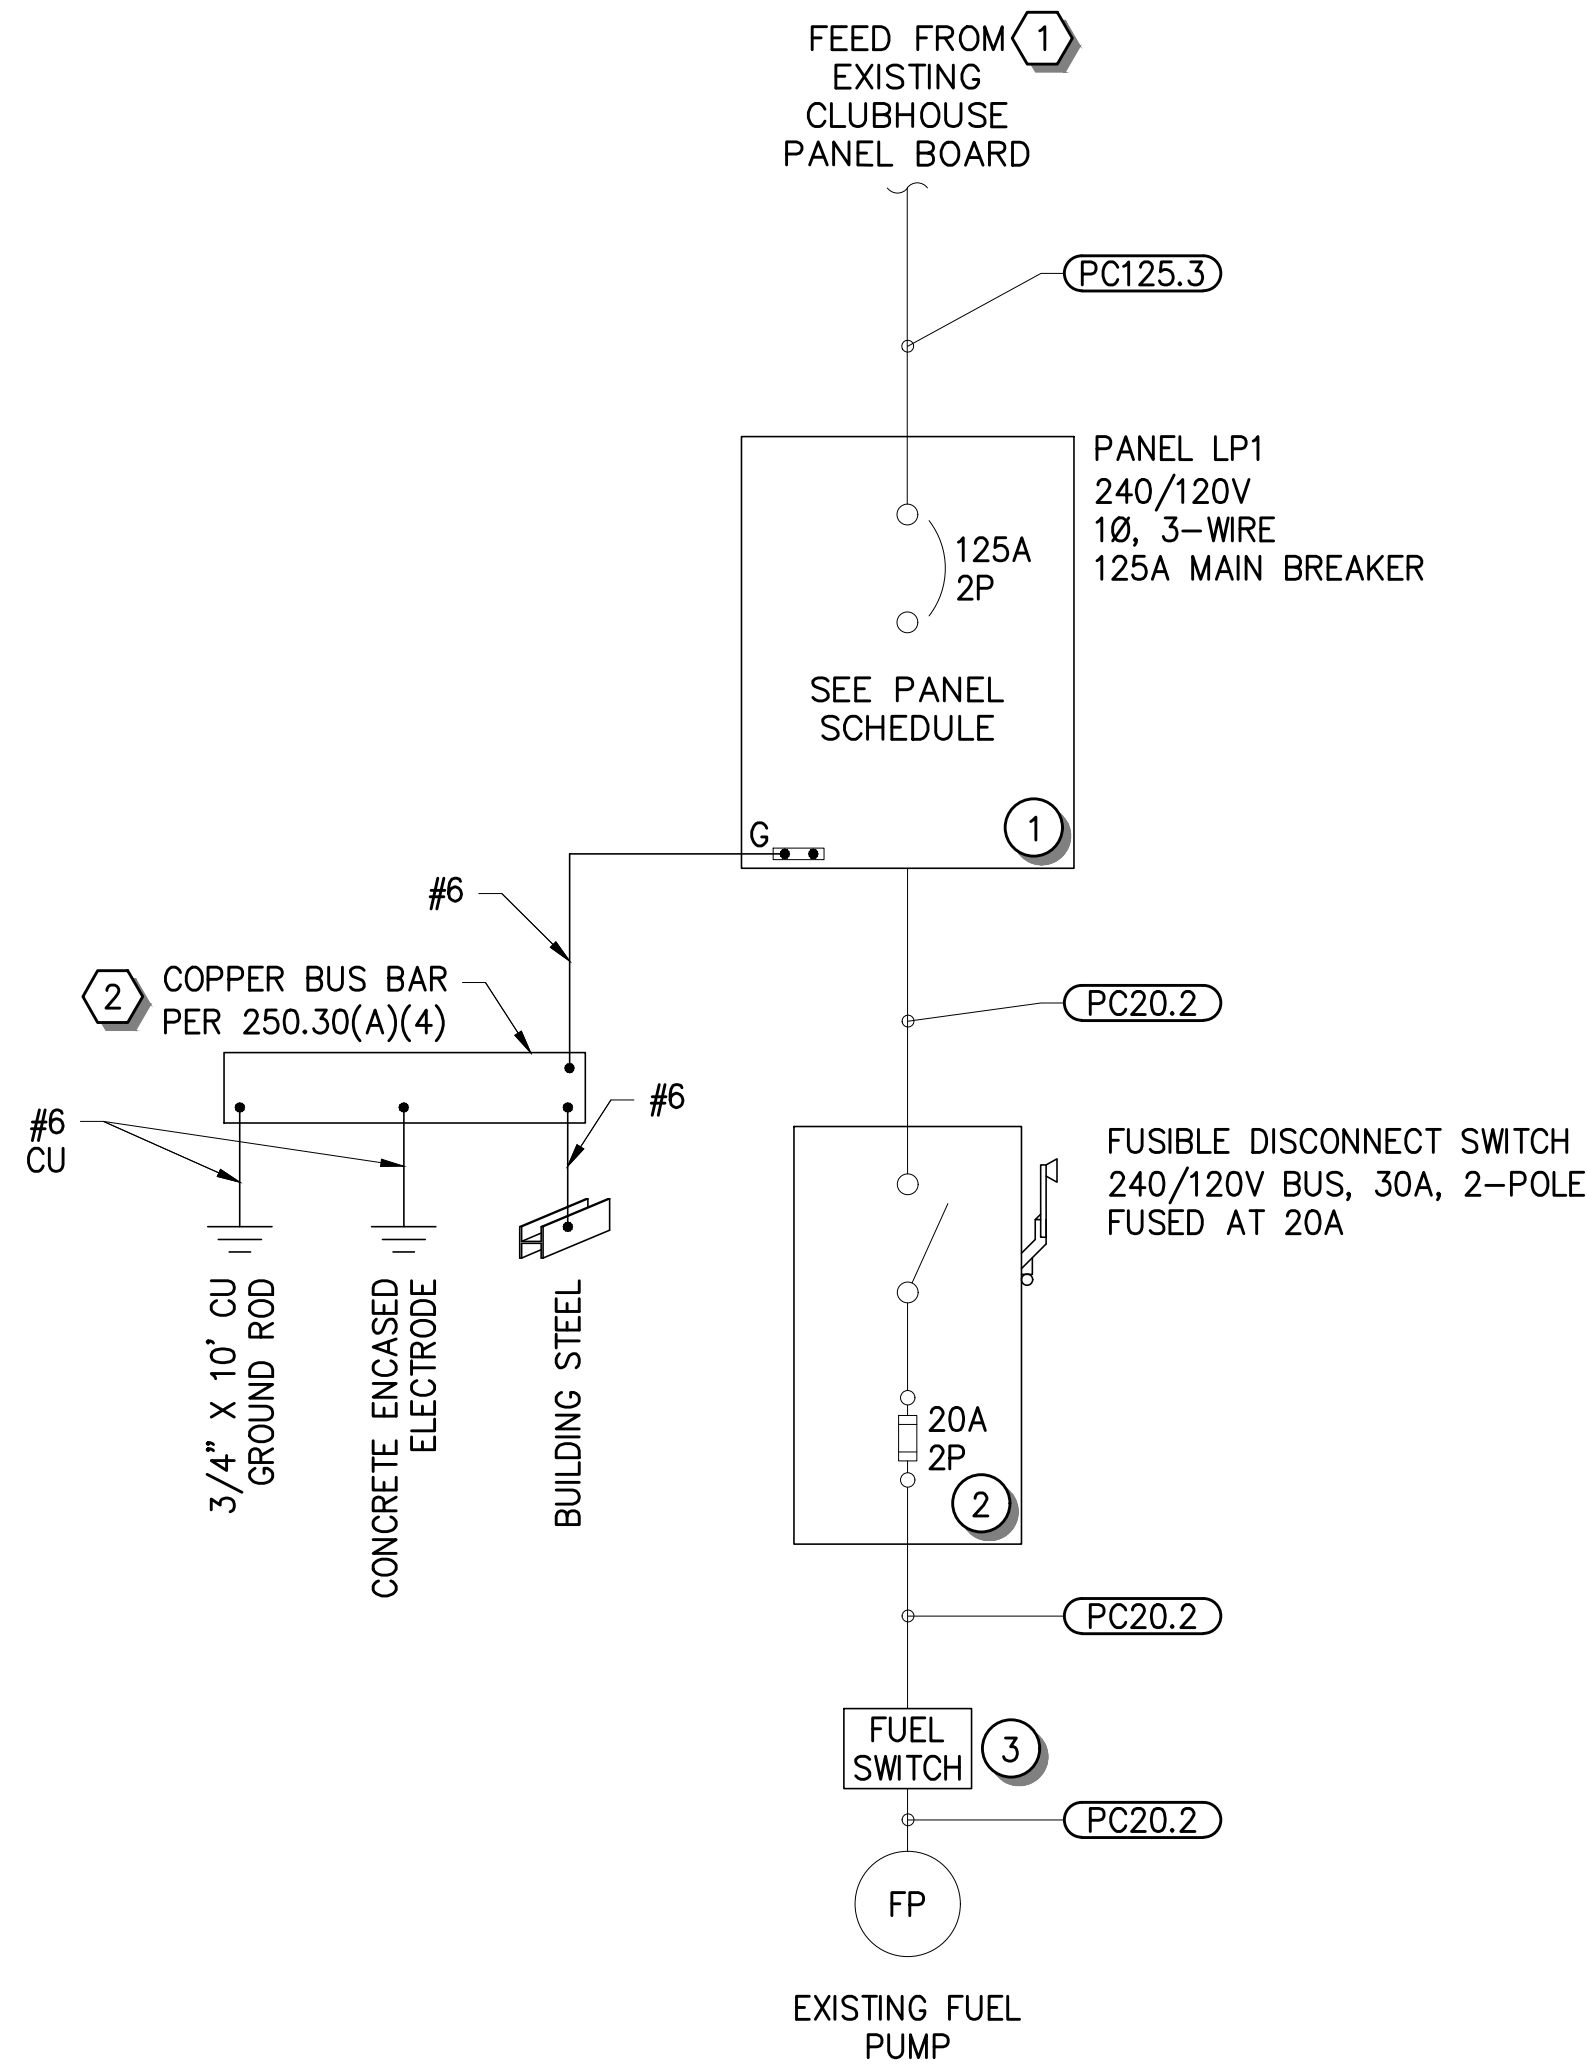 FEED FROM
1
EXISTING
CLUBHOUSE
PANEL BOARD
PC125.3
PANEL LP1
240/120V
1Ø, 3-WIRE
125A MAIN BREAKER
125A
2P
SEE PANEL
SCHEDULE
1
G
#6
2
COPPER BUS BAR
PER 250.30(A)(4)
PC20.2
#6
#6
CU
3/4" X 10' CU
GROUND ROD
CONCRETE ENCASED
ELECTRODE
BUILDING STEEL
FUSIBLE DISCONNECT SWITCH
240/120V BUS, 30A, 2-POLE
FUSED AT 20A
20A
2P
2
PC20.2
FUEL
SWITCH
3
PC20.2
FP
EXISTING FUEL
PUMP